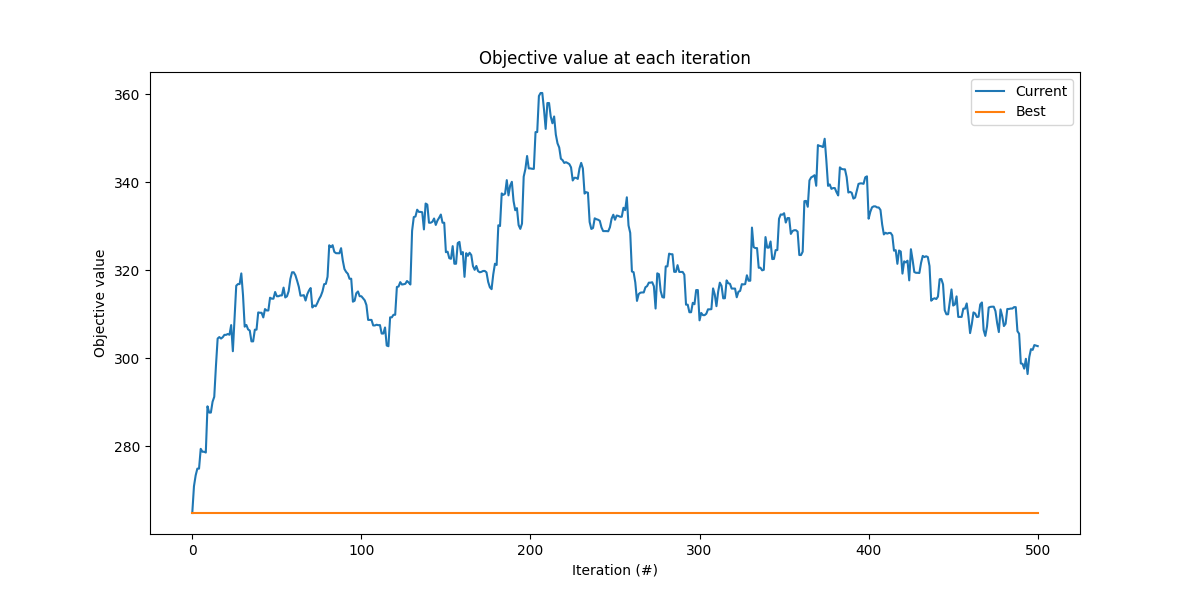 Objective value at each iteration
Current
Best
Objective value
360
340
320
300
280
0
100
200
300
400
500
Iteration (#)